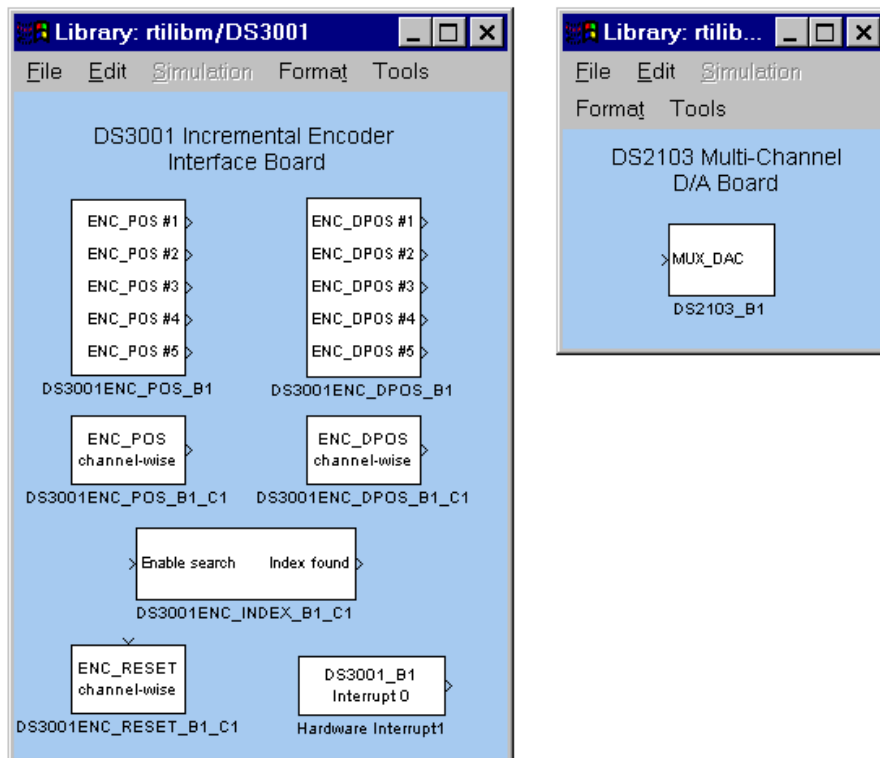 Library: rtilibm/DS3001
File Edit Simulation Format Tools
DS3001 Incremental Encoder
Interface Board
ENC_POS #1
ENC_POS #2
ENC_POS #3
ENC_POS #4
ENC_POS #5
DS3001ENC_POS_B1
ENC_DPOS #1
ENC_DPOS #2
ENC_DPOS #3
ENC_DPOS #4
ENC_DPOS #5
DS3001ENC_DPOS_B1
ENC_POS
channel-wise
DS3001ENC_POS_B1_C1
ENC_DPOS
channel-wise
DS3001ENC_DPOS_B1_C1
Enable search Index found
DS3001ENC_INDEX_B1_C1
ENC_RESET
channel-wise
DS3001ENC_RESET_B1_C1
DS3001_B1
Interrupt 0
Hardware Interrupt1
Library: rtilib...
File Edit Simulation
Format Tools
DS2103 Multi-Channel
D/A Board
MUX_DAC
DS2103_B1